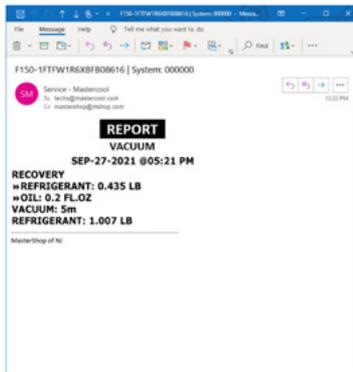 F150-1FTFW1R6XBFB08616 | System: 000000 - Messa...
File Message Help Tell me what you want to do
Find
F150-1FTFW1R6XBFB08616 | System: 000000
SM
Service - Mastercool
To techs@mastercool.com
Cc mastershop@mshop.com
12:22 PM
REPORT
VACUUM
SEP-27-2021 @05:21 PM
RECOVERY
»REFRIGERANT: 0.435 LB
»OIL: 0.2 FL.OZ
VACUUM: 5m
REFRIGERANT: 1.007 LB
MasterShop of NJ